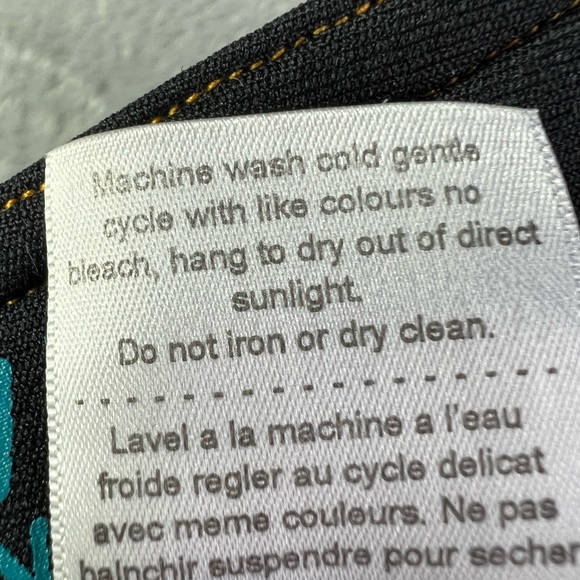 Machine wash cold gentle
cycle with like colours no
bleach, hang to dry out of direct
sunlight.
Do not iron or dry clean.
Lavel a la machine a l'eau
froide regler au cycle delicat
avec meme couleurs. Ne pas
balnchir suspendre pour secher